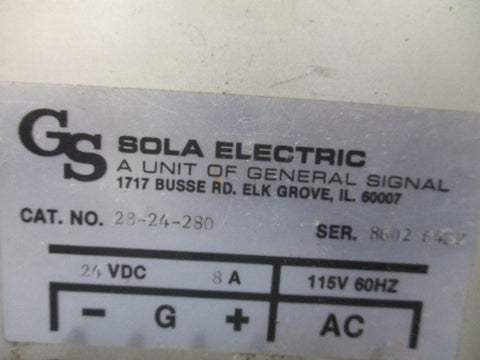 GS SOLA ELECTRIC
A UNIT OF GENERAL SIGNAL
1717 BUSSE RD. ELK GROVE, IL. 60007
CAT. NO. 28-24-280 SER. 8602
24 VDC 8 A 115V 60HZ
− G + AC